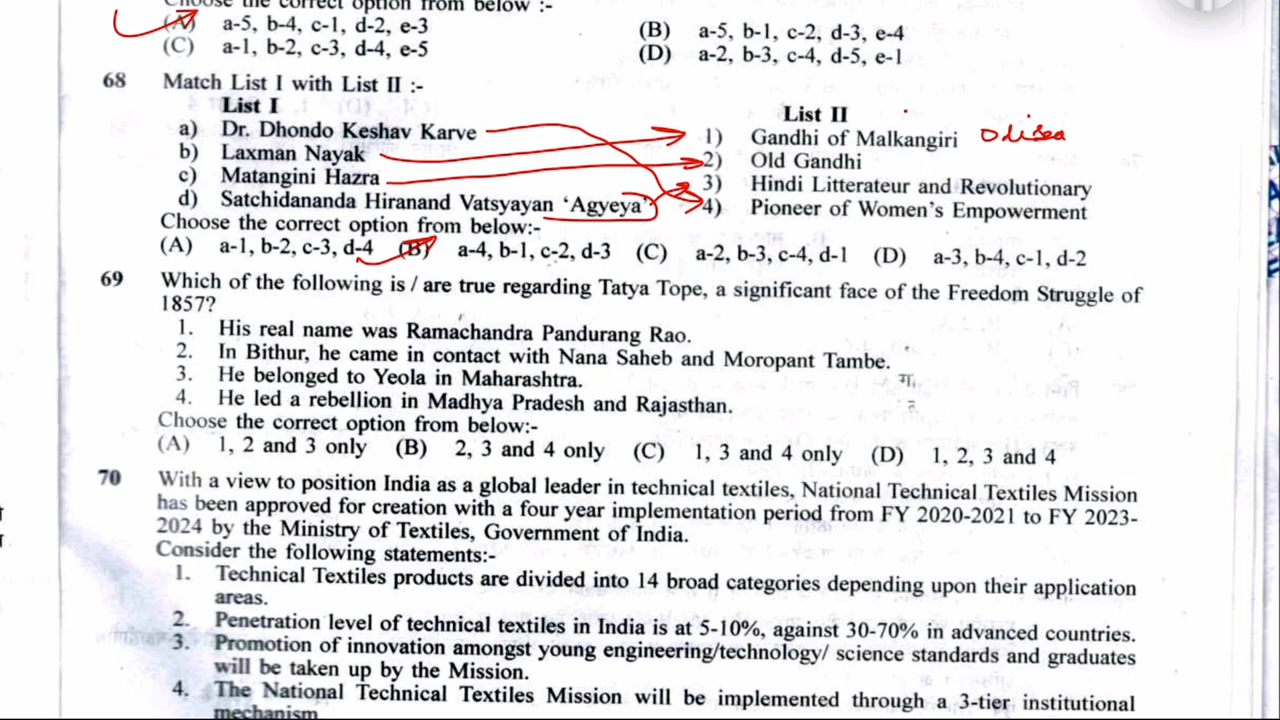 Choose the correct option from below :-
(A) a-5, b-4, c-1, d-2, e-3 (B) a-5, b-1, c-2, d-3, e-4
(C) a-1, b-2, c-3, d-4, e-5 (D) a-2, b-3, c-4, d-5, e-1
68 Match List I with List II :-
List I List II
a) Dr. Dhondo Keshav Karve 1) Gandhi of Malkangiri Odisea
b) Laxman Nayak 2) Old Gandhi
c) Matangini Hazra 3) Hindi Litterateur and Revolutionary
d) Satchidananda Hiranand Vatsyayan ‘Agyeya’ 4) Pioneer of Women’s Empowerment
Choose the correct option from below:-
(A) a-1, b-2, c-3, d-4 (B) a-4, b-1, c-2, d-3 (C) a-2, b-3, c-4, d-1 (D) a-3, b-4, c-1, d-2
69 Which of the following is / are true regarding Tatya Tope, a significant face of the Freedom Struggle of
1857?
1. His real name was Ramachandra Pandurang Rao.
2. In Bithur, he came in contact with Nana Saheb and Moropant Tambe.
3. He belonged to Yeola in Maharashtra.
4. He led a rebellion in Madhya Pradesh and Rajasthan.
Choose the correct option from below:-
(A) 1, 2 and 3 only (B) 2, 3 and 4 only (C) 1, 3 and 4 only (D) 1, 2, 3 and 4
70 With a view to position India as a global leader in technical textiles, National Technical Textiles Mission
has been approved for creation with a four year implementation period from FY 2020-2021 to FY 2023-
2024 by the Ministry of Textiles, Government of India.
Consider the following statements:-
1. Technical Textiles products are divided into 14 broad categories depending upon their application
areas.
2. Penetration level of technical textiles in India is at 5-10%, against 30-70% in advanced countries.
3. Promotion of innovation amongst young engineering/technology/ science standards and graduates
will be taken up by the Mission.
4. The National Technical Textiles Mission will be implemented through a 3-tier institutional
mechanism